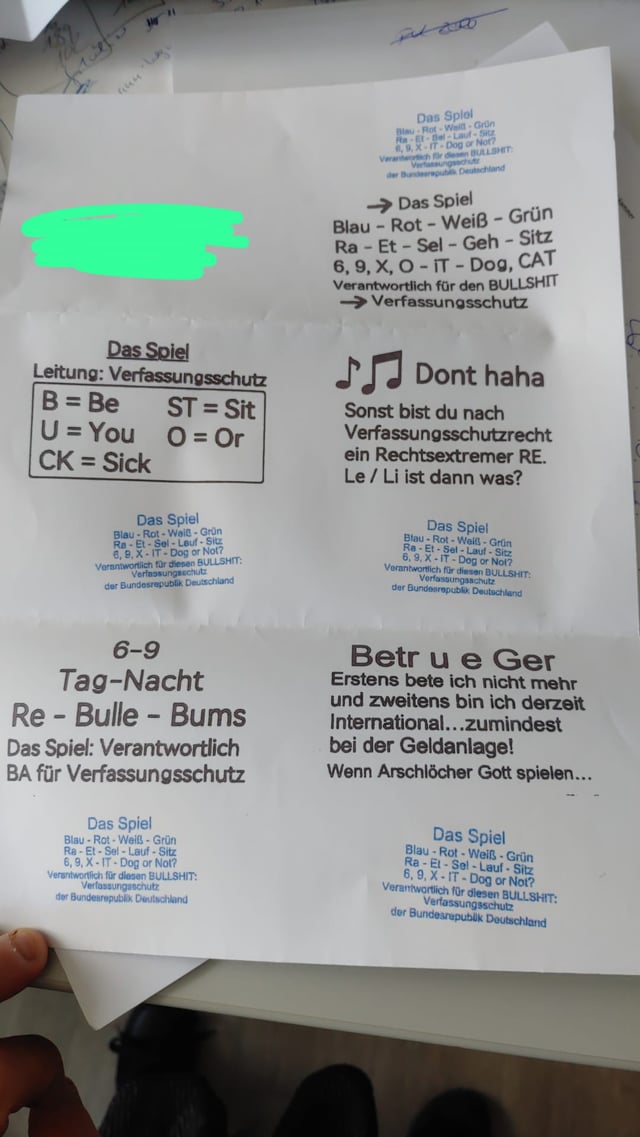 Das Spiel
Blau - Rot - Weiß - Grün
Ra - Et - Sel - Lauf - Sitz
6, 9, X - IT - Dog or Not?
Verantwortlich für diesen BULLSHIT:
Verfassungsschutz
der Bundesrepublik Deutschland
→ Das Spiel
Blau – Rot – Weiß – Grün
Ra – Et – Sel – Geh – Sitz
6, 9, X, O – iT – Dog, CAT
Verantwortlich für den BULLSHIT
→ Verfassungsschutz
Das Spiel
Leitung: Verfassungsschutz
B = Be ST = Sit
U = You O = Or
CK = Sick
Das Spiel
Blau - Rot - Weiß - Grün
Ra - Et - Sel - Lauf - Sitz
6, 9, X - IT - Dog or Not?
Verantwortlich für diesen BULLSHIT:
Verfassungsschutz
der Bundesrepublik Deutschland
Dont haha
Sonst bist du nach
Verfassungsschutzrecht
ein Rechtsextremer RE.
Le / Li ist dann was?
Das Spiel
Blau - Rot - Weiß - Grün
Ra - Et - Sel - Lauf - Sitz
6, 9, X - IT - Dog or Not?
Verantwortlich für diesen BULLSHIT:
Verfassungsschutz
der Bundesrepublik Deutschland
6–9
Tag–Nacht
Re – Bulle – Bums
Das Spiel: Verantwortlich
BA für Verfassungsschutz
Das Spiel
Blau - Rot - Weiß - Grün
Ra - Et - Sel - Lauf - Sitz
6, 9, X - IT - Dog or Not?
Verantwortlich für diesen BULLSHIT:
Verfassungsschutz
der Bundesrepublik Deutschland
Betr u e Ger
Erstens bete ich nicht mehr
und zweitens bin ich derzeit
International...zumindest
bei der Geldanlage!
Wenn Arschlöcher Gott spielen...
Das Spiel
Blau - Rot - Weiß - Grün
Ra - Et - Sel - Lauf - Sitz
6, 9, X - IT - Dog or Not?
Verantwortlich für diesen BULLSHIT:
Verfassungsschutz
der Bundesrepublik Deutschland